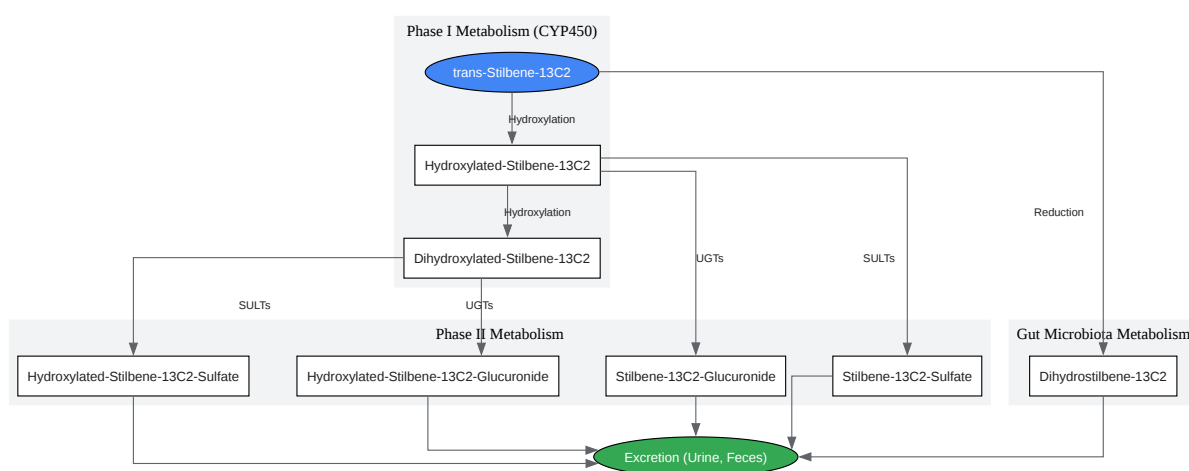 Phase I Metabolism (CYP450)
trans-Stilbene-13C2
Hydroxylation
Hydroxylated-Stilbene-13C2
Hydroxylation
Reduction
Dihydroxylated-Stilbene-13C2
UGTs
SULTs
SULTs
UGTs
Phase II Metabolism
Gut Microbiota Metabolism
Hydroxylated-Stilbene-13C2-Sulfate
Hydroxylated-Stilbene-13C2-Glucuronide
Stilbene-13C2-Glucuronide
Stilbene-13C2-Sulfate
Dihydrostilbene-13C2
Excretion (Urine, Feces)